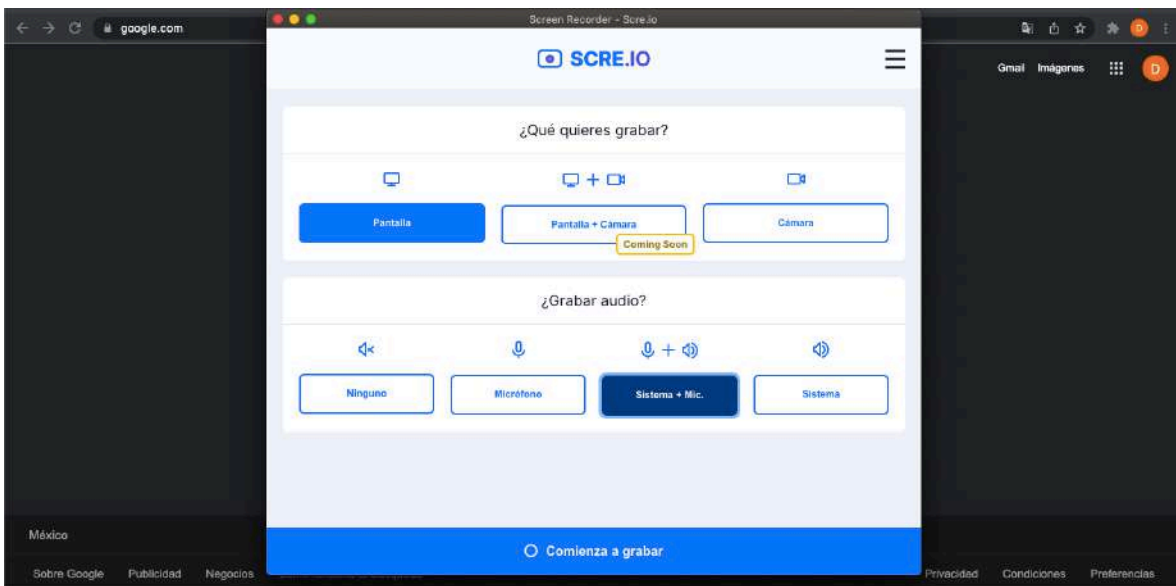 google.com
Screen Recorder - Scre.io
D
SCRE.IO
Gmail Imágenes
D
¿Qué quieres grabar?
Pantalla
Pantalla + Cámara
Cámara
Coming Soon
¿Grabar audio?
Ninguno
Micrófono
Sistema + Mic.
Sistema
México
Comienza a grabar
Sobre Google Publicidad Negocios
Privacidad Condiciones Preferencias